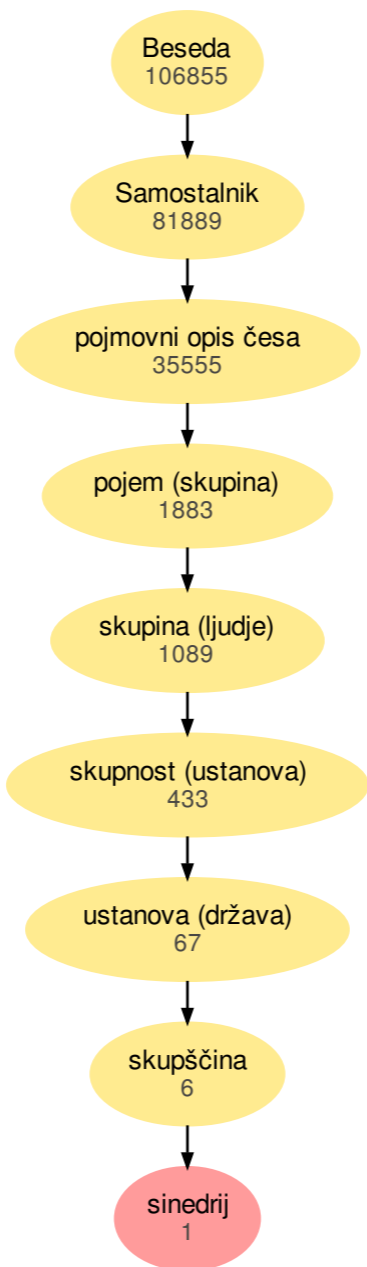 Beseda
106855
Samostalnik
81889
pojmovni opis česa
35555
pojem (skupina)
1883
skupina (ljudje)
1089
skupnost (ustanova)
433
ustanova (država)
67
skupščina
6
sinedrij
1